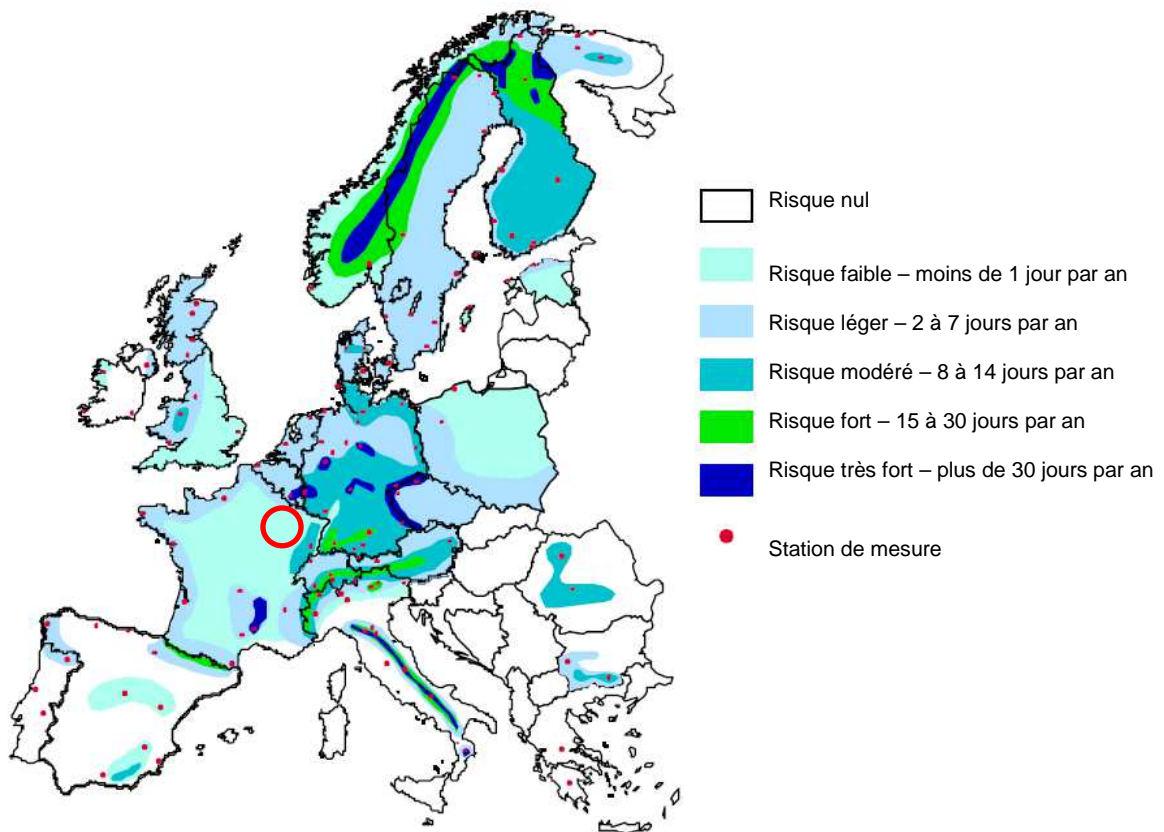 Risque nul
Risque faible – moins de 1 jour par an
Risque léger – 2 à 7 jours par an
Risque modéré – 8 à 14 jours par an
Risque fort – 15 à 30 jours par an
Risque très fort – plus de 30 jours par an
Station de mesure